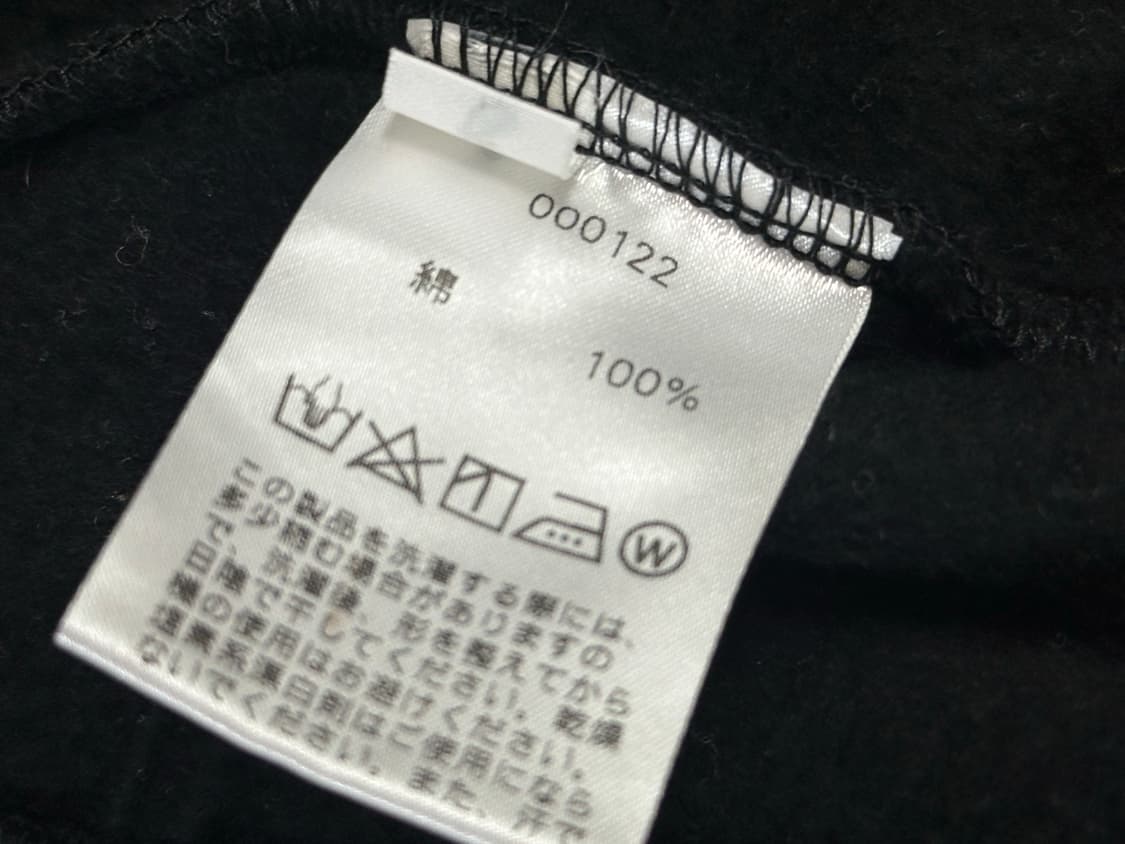 000122
綿
100%
W
この製品を洗濯する際には、
多少縮む場合がありますの
で、洗濯後、形を整えてから
日陰で干してください。乾燥
機の使用はお避けください。
塩素系漂白剤はご使用になら
ないでください。また、汗で